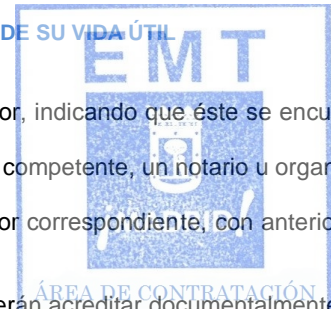 DE SU VIDA ÚTIL
EMT
or, indicando que éste se encu
competente, un notario u organ
¡MADRID!
or correspondiente, con anterio
ÁREA DE CONTRATACIÓN
erán acreditar documentalmente